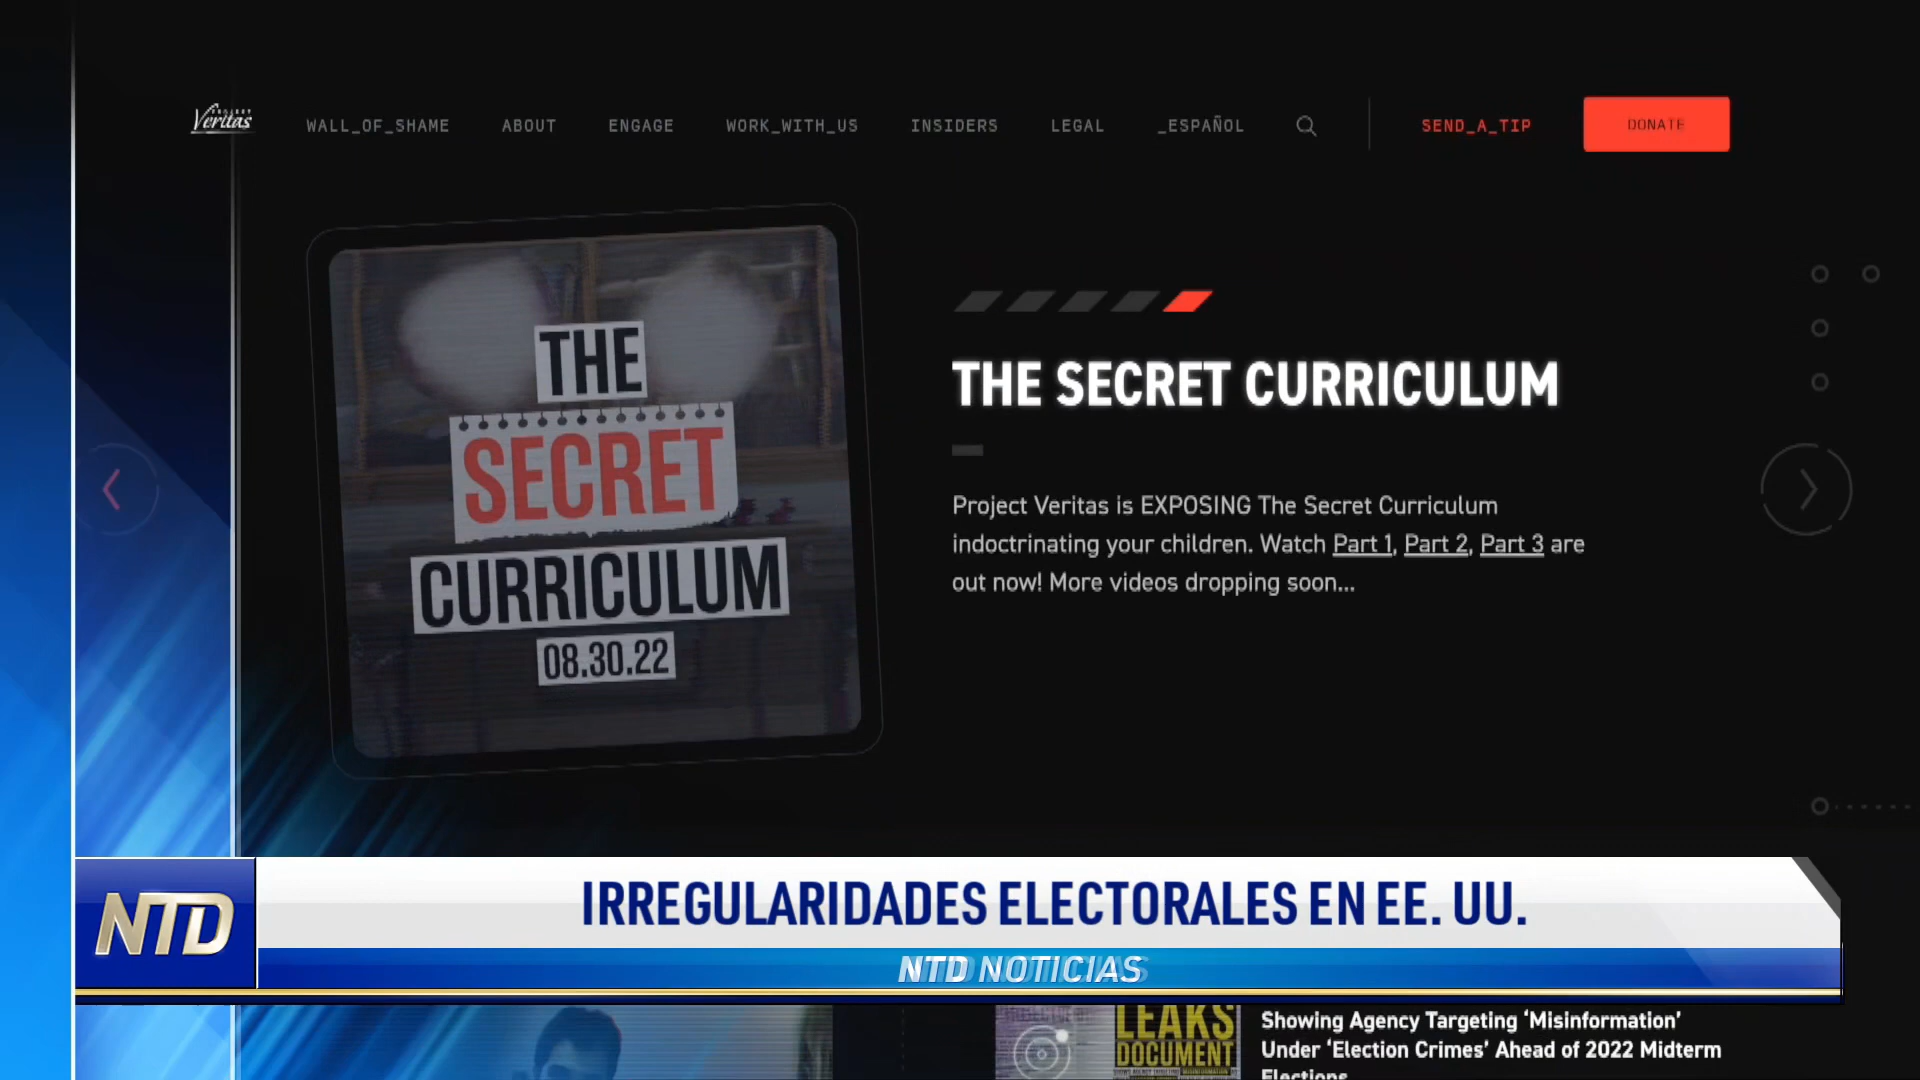 PROJECT
Veritas
WALL_OF_SHAME ABOUT ENGAGE WORK_WITH_US INSIDERS LEGAL _ESPAÑOL SEND_A_TIP DONATE
THE
SECRET
CURRICULUM
08.30.22
THE SECRET CURRICULUM
Project Veritas is EXPOSING The Secret Curriculum
indoctrinating your children. Watch Part 1, Part 2, Part 3 are
out now! More videos dropping soon...
NTD
IRREGULARIDADES ELECTORALES EN EE. UU.
NTD NOTICIAS
LEAKS
DOCUMENT
Showing Agency Targeting ‘Misinformation’
Under ‘Election Crimes’ Ahead of 2022 Midterm
Elections